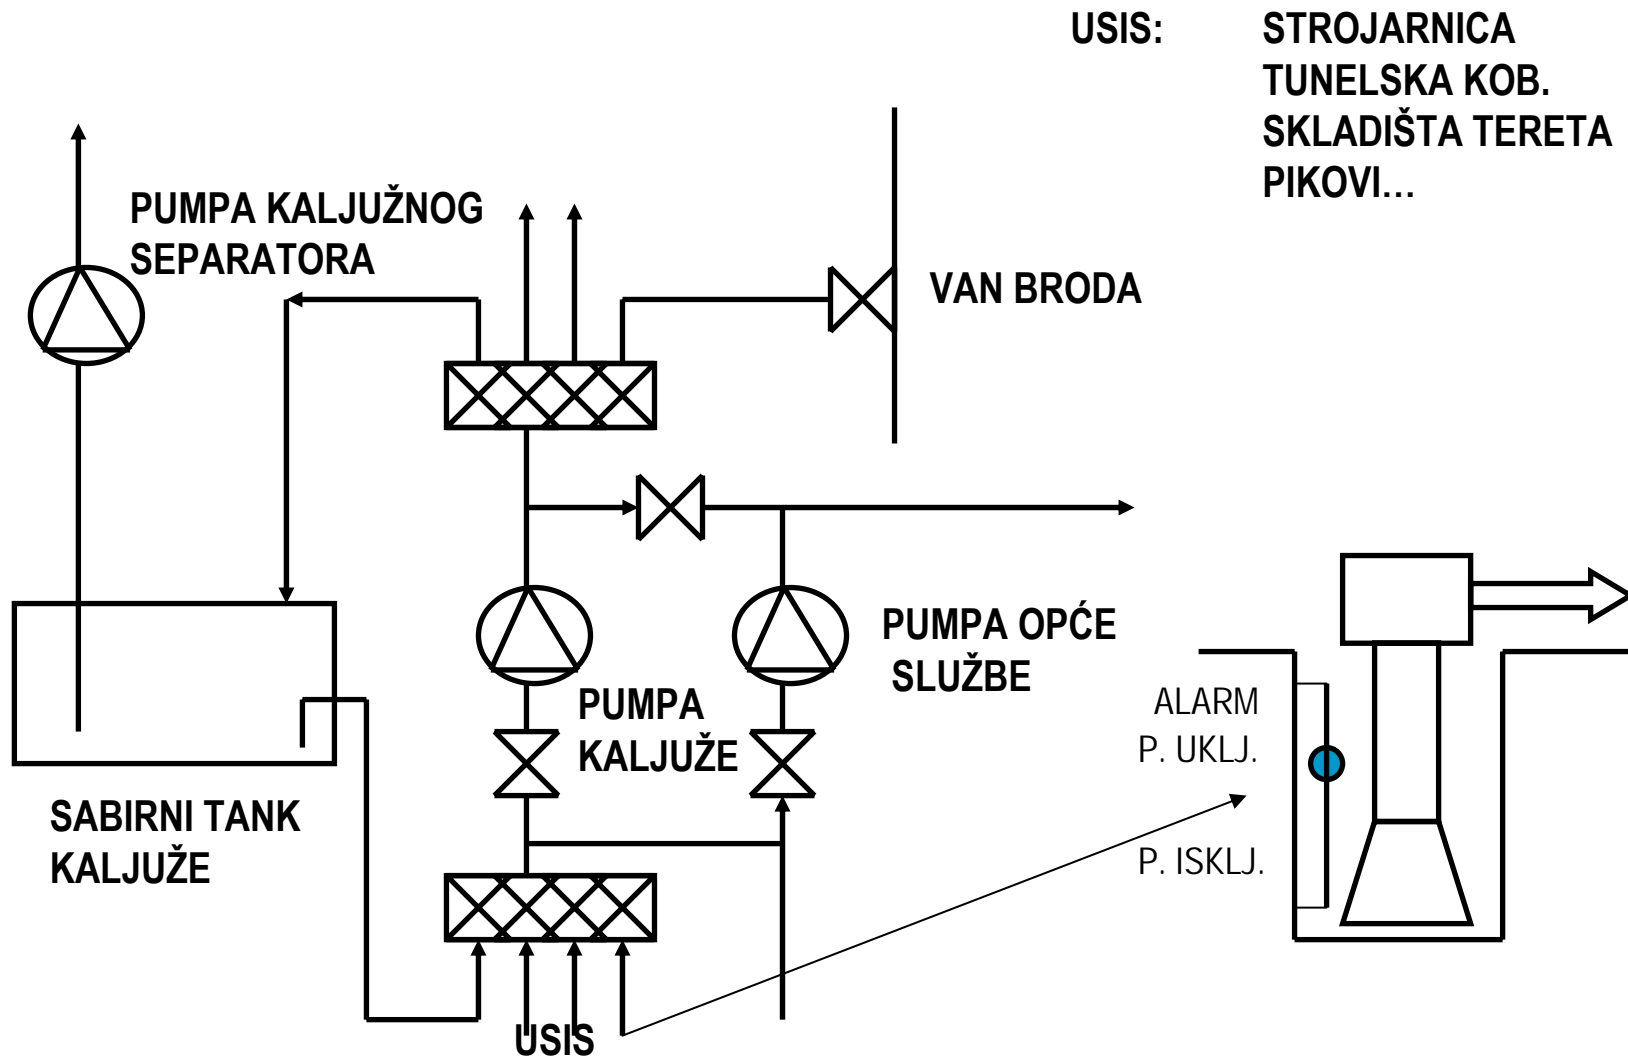 USIS: STROJARNICA
TUNELSKA KOB.
SKLADIŠTA TERETA
PIKOVI...
PUMPA KALJUŽNOG
SEPARATORA
VAN BRODA
PUMPA OPĆE
SLUŽBE
PUMPA
KALJUŽE
ALARM
P. UKLJ.
P. ISKLJ.
SABIRNI TANK
KALJUŽE
USIS